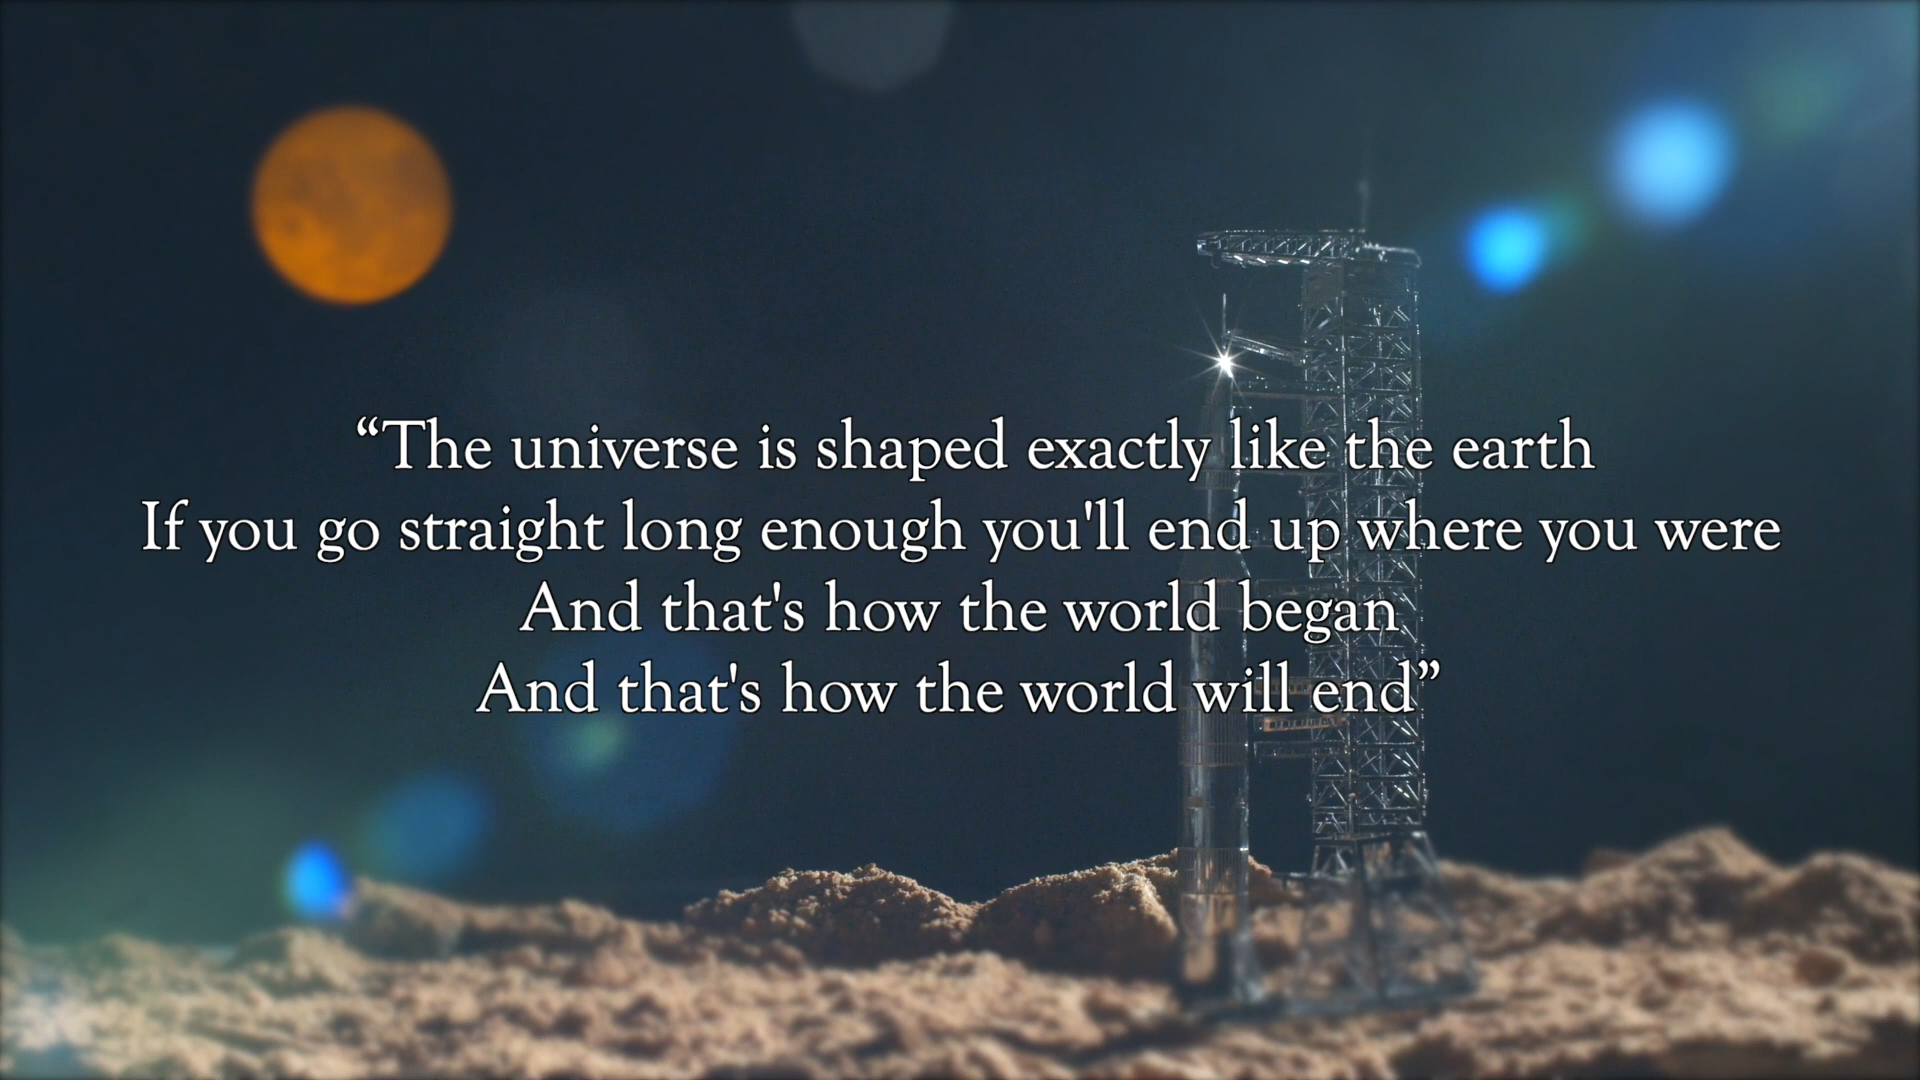 “The universe is shaped exactly like the earth
If you go straight long enough you'll end up where you were
And that's how the world began
And that's how the world will end”